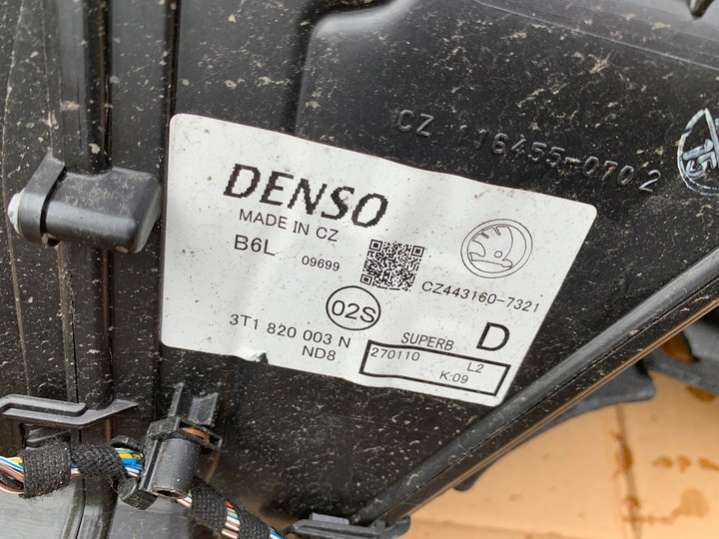 CZ 116455-0702
DENSO
MADE IN CZ
B6L 09699
CZ443160-7321
02S
3T1 820 003 N
ND8
SUPERB D
270110 L2
K:09